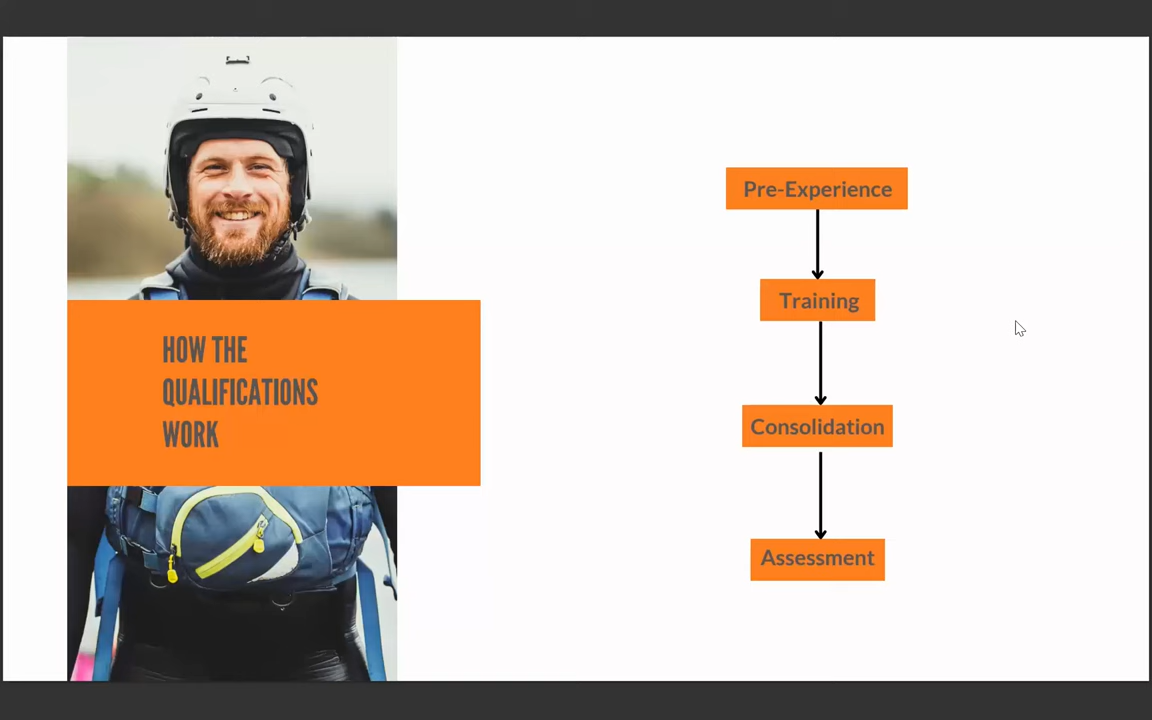 HOW THE
QUALIFICATIONS
WORK
Pre-Experience
Training
Consolidation
Assessment